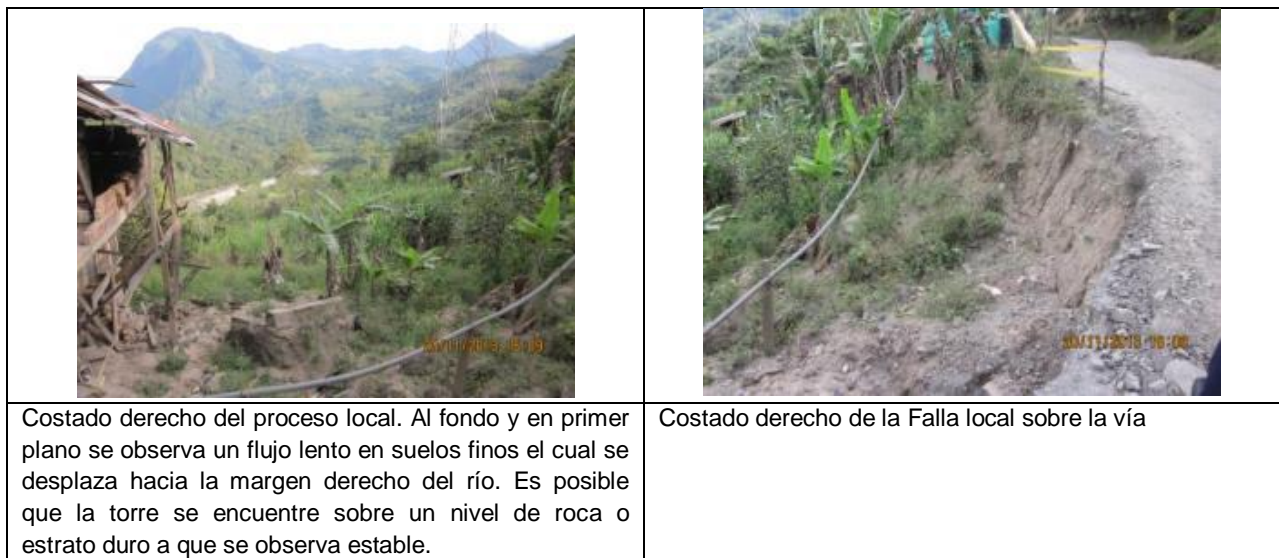 Costado derecho del proceso local. Al fondo y en primer
plano se observa un flujo lento en suelos finos el cual se
desplaza hacia la margen derecho del río. Es posible
que la torre se encuentre sobre un nivel de roca o
estrato duro a que se observa estable.
Costado derecho de la Falla local sobre la vía